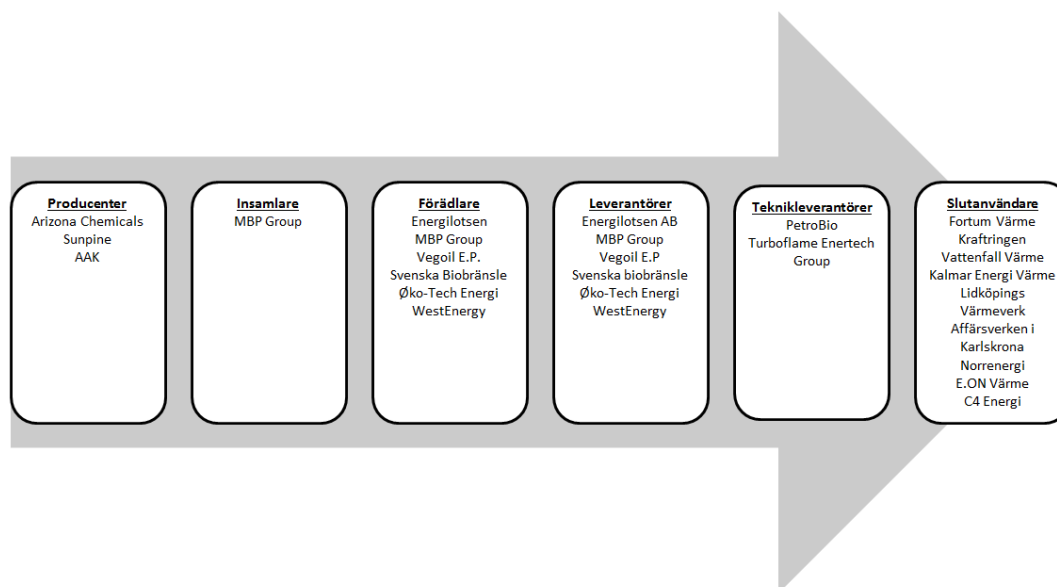 Producenter
Arizona Chemicals
Sunpine
AAK
Insamlare
MBP Group
Förädlare
Energilotsen
MBP Group
Vegoil E.P.
Svenska Biobränsle
Øko-Tech Energi
WestEnergy
Leverantörer
Energilotsen AB
MBP Group
Vegoil E.P
Svenska biobränsle
Øko-Tech Energi
WestEnergy
Teknikleverantörer
PetroBio
Turboflame Enertech
Group
Slutanvändare
Fortum Värme
Kraftringen
Vattenfall Värme
Kalmar Energi Värme
Lidköpings
Värmeverk
Affärsverken i
Karlskrona
Norrenergi
E.ON Värme
C4 Energi